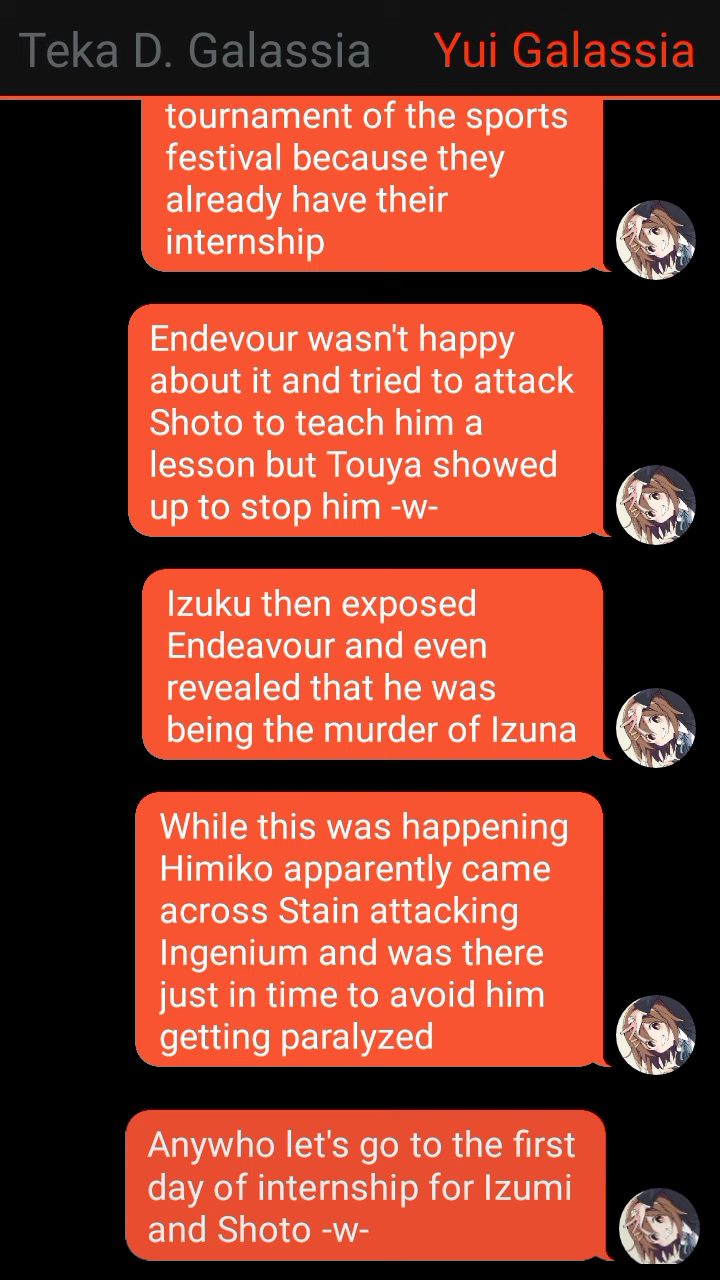 Teka D. Galassia
Yui Galassia
tournament of the sports
festival because they
already have their
internship
Endevour wasn't happy
about it and tried to attack
Shoto to teach him a
lesson but Touya showed
up to stop him -w-
Izuku then exposed
Endeavour and even
revealed that he was
being the murder of Izuna
While this was happening
Himiko apparently came
across Stain attacking
Ingenium and was there
just in time to avoid him
getting paralyzed
Anywho let's go to the first
day of internship for Izumi
and Shoto -w-